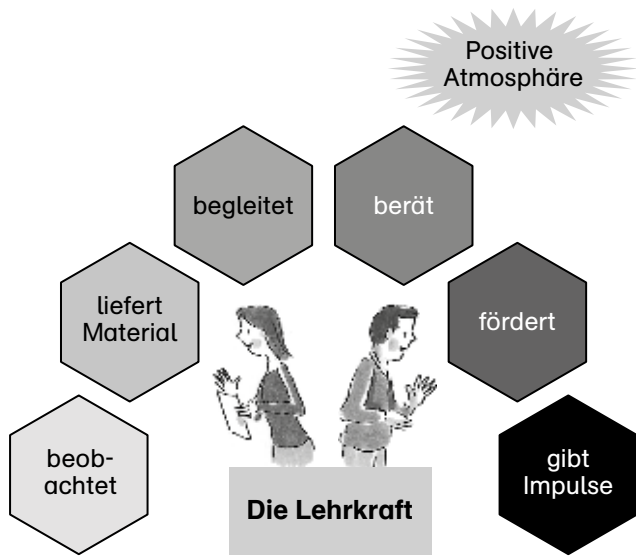 Positive
Atmosphäre
begleitet
berät
liefert
Material
fördert
beob-
achtet
gibt
Impulse
Die Lehrkraft